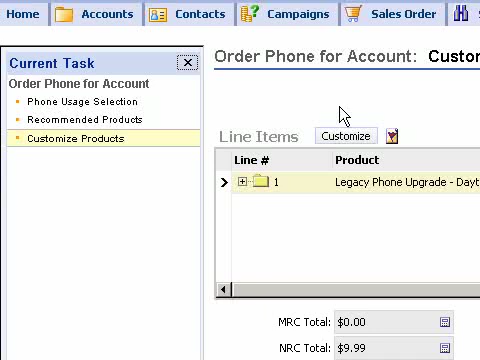 Home Accounts Contacts Campaigns Sales Order
Current Task
Order Phone for Account
Phone Usage Selection
Recommended Products
Customize Products
Order Phone for Account: Custor
Line Items Customize
Line # Product
1 Legacy Phone Upgrade - Dayt
MRC Total: $0.00
NRC Total: $9.99